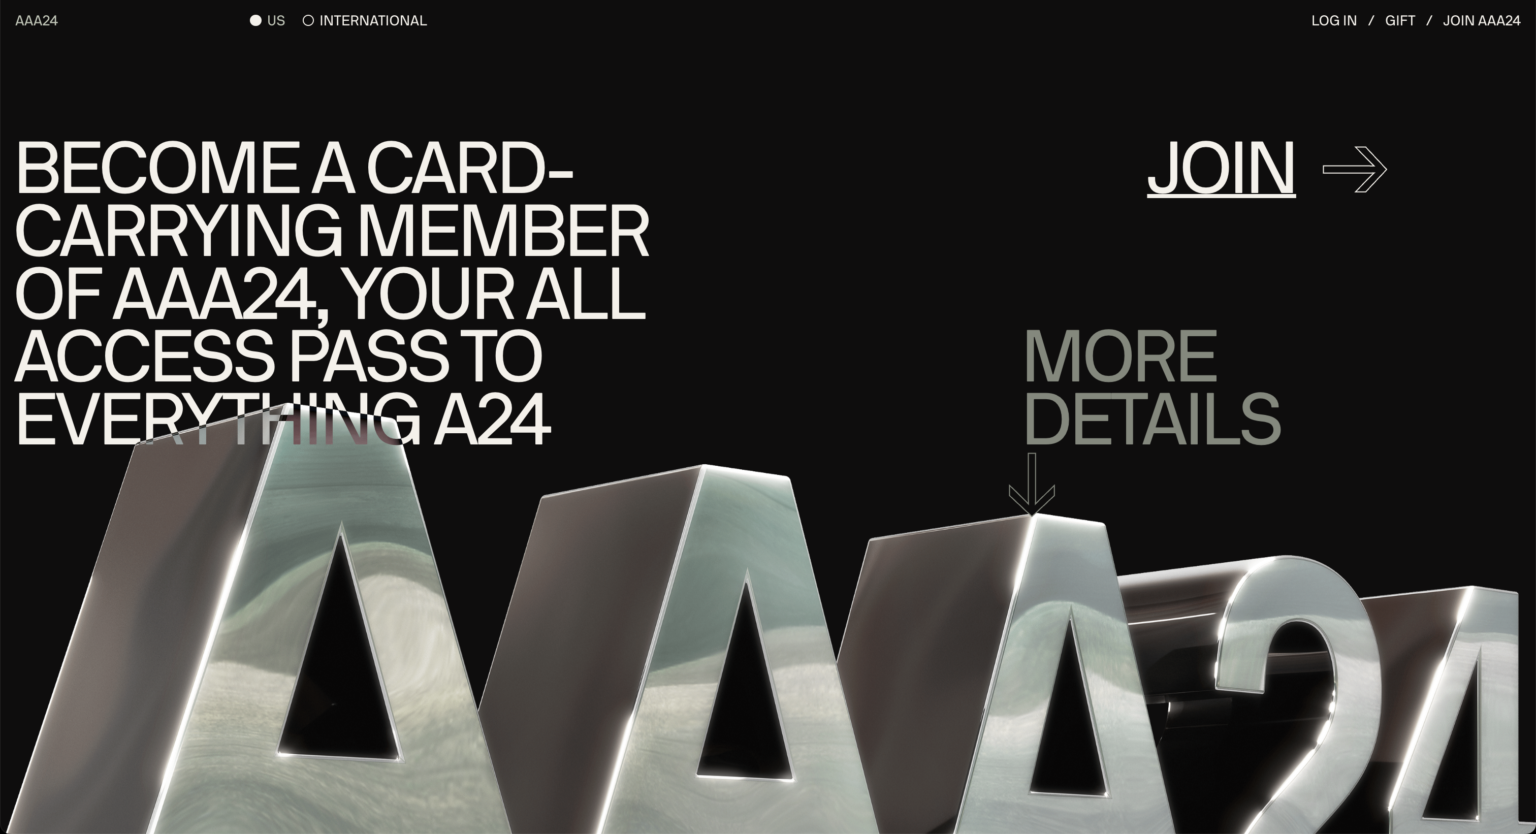 AAA24
US
INTERNATIONAL
LOG IN / GIFT / JOIN AAA24
BECOME A CARD-
CARRYING MEMBER
OF AAA24, YOUR ALL
ACCESS PASS TO
EVERYTHING A24
JOIN
MORE
DETAILS
AAA24